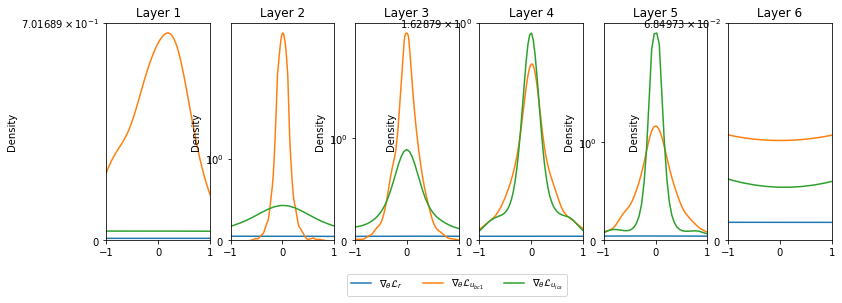 Layer 1 Layer 2 Layer 3 Layer 4 Layer 5 Layer 6
7.01689 × 10⁻¹ 1.62879 × 10⁰ 6.84973 × 10⁻²
Density Density Density Density Density Density
10⁰ 10⁰ 10⁰
0 0 0 0 0 0
−1 0 1 −1 0 1 −1 0 1 −1 0 1 −1 0 1 −1 0 1
∇θℒr ∇θℒu_bc1 ∇θℒu_ics